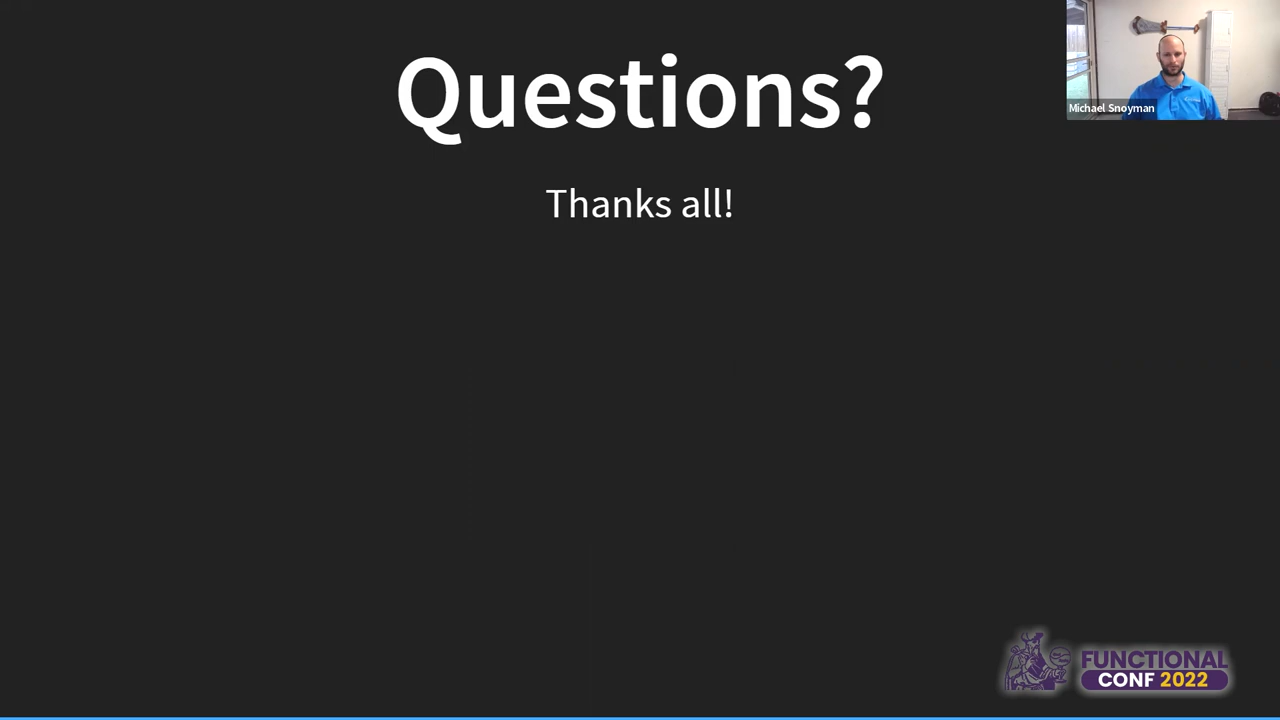 Questions?
Thanks all!
Michael Snoyman
FUNCTIONAL
CONF 2022